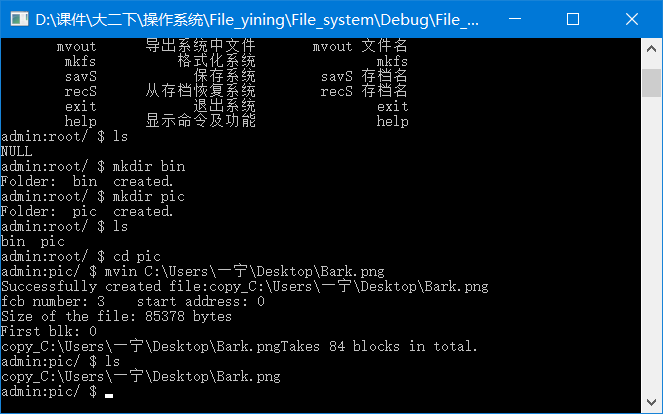 D:\课件\大二下\操作系统\File_yining\File_system\Debug\File_...
mvout 导出系统中文件 mvout 文件名
mkfs 格式化系统 mkfs
savS 保存系统 savS 存档名
recS 从存档恢复系统 recS 存档名
exit 退出系统 exit
help 显示命令及功能 help
admin:root/ $ ls
NULL
admin:root/ $ mkdir bin
Folder:  bin  created.
admin:root/ $ mkdir pic
Folder:  pic  created.
admin:root/ $ ls
bin  pic
admin:root/ $ cd pic
admin:pic/ $ mvin C:\Users\一宁\Desktop\Bark.png
Successfully created file:copy_C:\Users\一宁\Desktop\Bark.png
fcb number: 3    start address: 0
Size of the file: 85378 bytes
First blk: 0
copy_C:\Users\一宁\Desktop\Bark.pngTakes 84 blocks in total.
admin:pic/ $ ls
copy_C:\Users\一宁\Desktop\Bark.png
admin:pic/ $